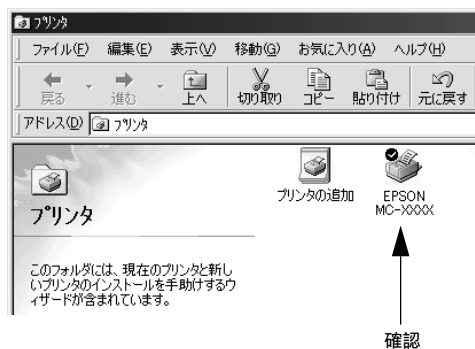 プリンタ
ファイル(F) 編集(E) 表示(V) 移動(G) お気に入り(A) ヘルプ(H)
戻る 進む 上へ 切り取り コピー 貼り付け 元に戻す
アドレス(D) プリンタ
プリンタの追加
EPSON
MC-XXXX
プリンタ
このフォルダには、現在のプリンタと新し
いプリンタのインストールを手助けするウ
ィザードが含まれています。
確認